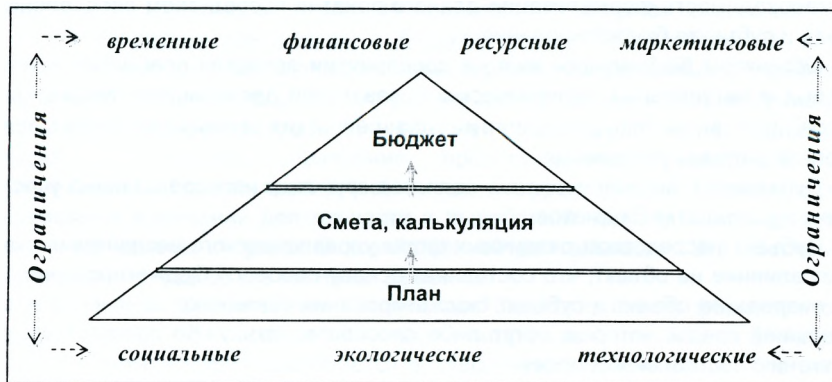 временные финансовые ресурсные маркетинговые
Ограничения
Ограничения
Бюджет
Смета, калькуляция
План
социальные экологические технологические